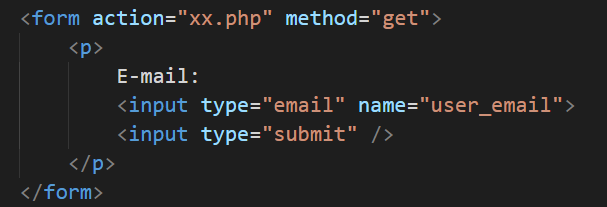 <form action="xx.php" method="get">
<p>
E-mail:
<input type="email" name="user_email">
<input type="submit" />
</p>
</form>